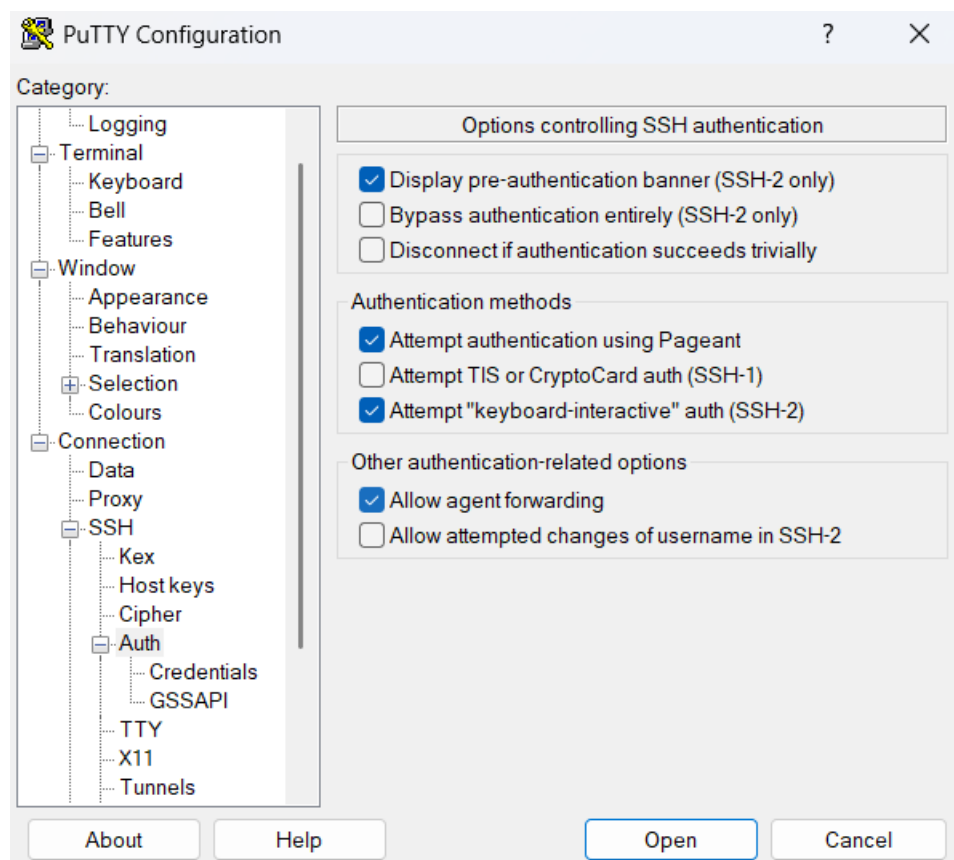 PuTTY Configuration
?
Category:
Logging
Terminal
Keyboard
Bell
Features
Window
Appearance
Behaviour
Translation
Selection
Colours
Connection
Data
Proxy
SSH
Kex
Host keys
Cipher
Auth
Credentials
GSSAPI
TTY
X11
Tunnels
Options controlling SSH authentication
Display pre-authentication banner (SSH-2 only)
Bypass authentication entirely (SSH-2 only)
Disconnect if authentication succeeds trivially
Authentication methods
Attempt authentication using Pageant
Attempt TIS or CryptoCard auth (SSH-1)
Attempt "keyboard-interactive" auth (SSH-2)
Other authentication-related options
Allow agent forwarding
Allow attempted changes of username in SSH-2
About
Help
Open
Cancel